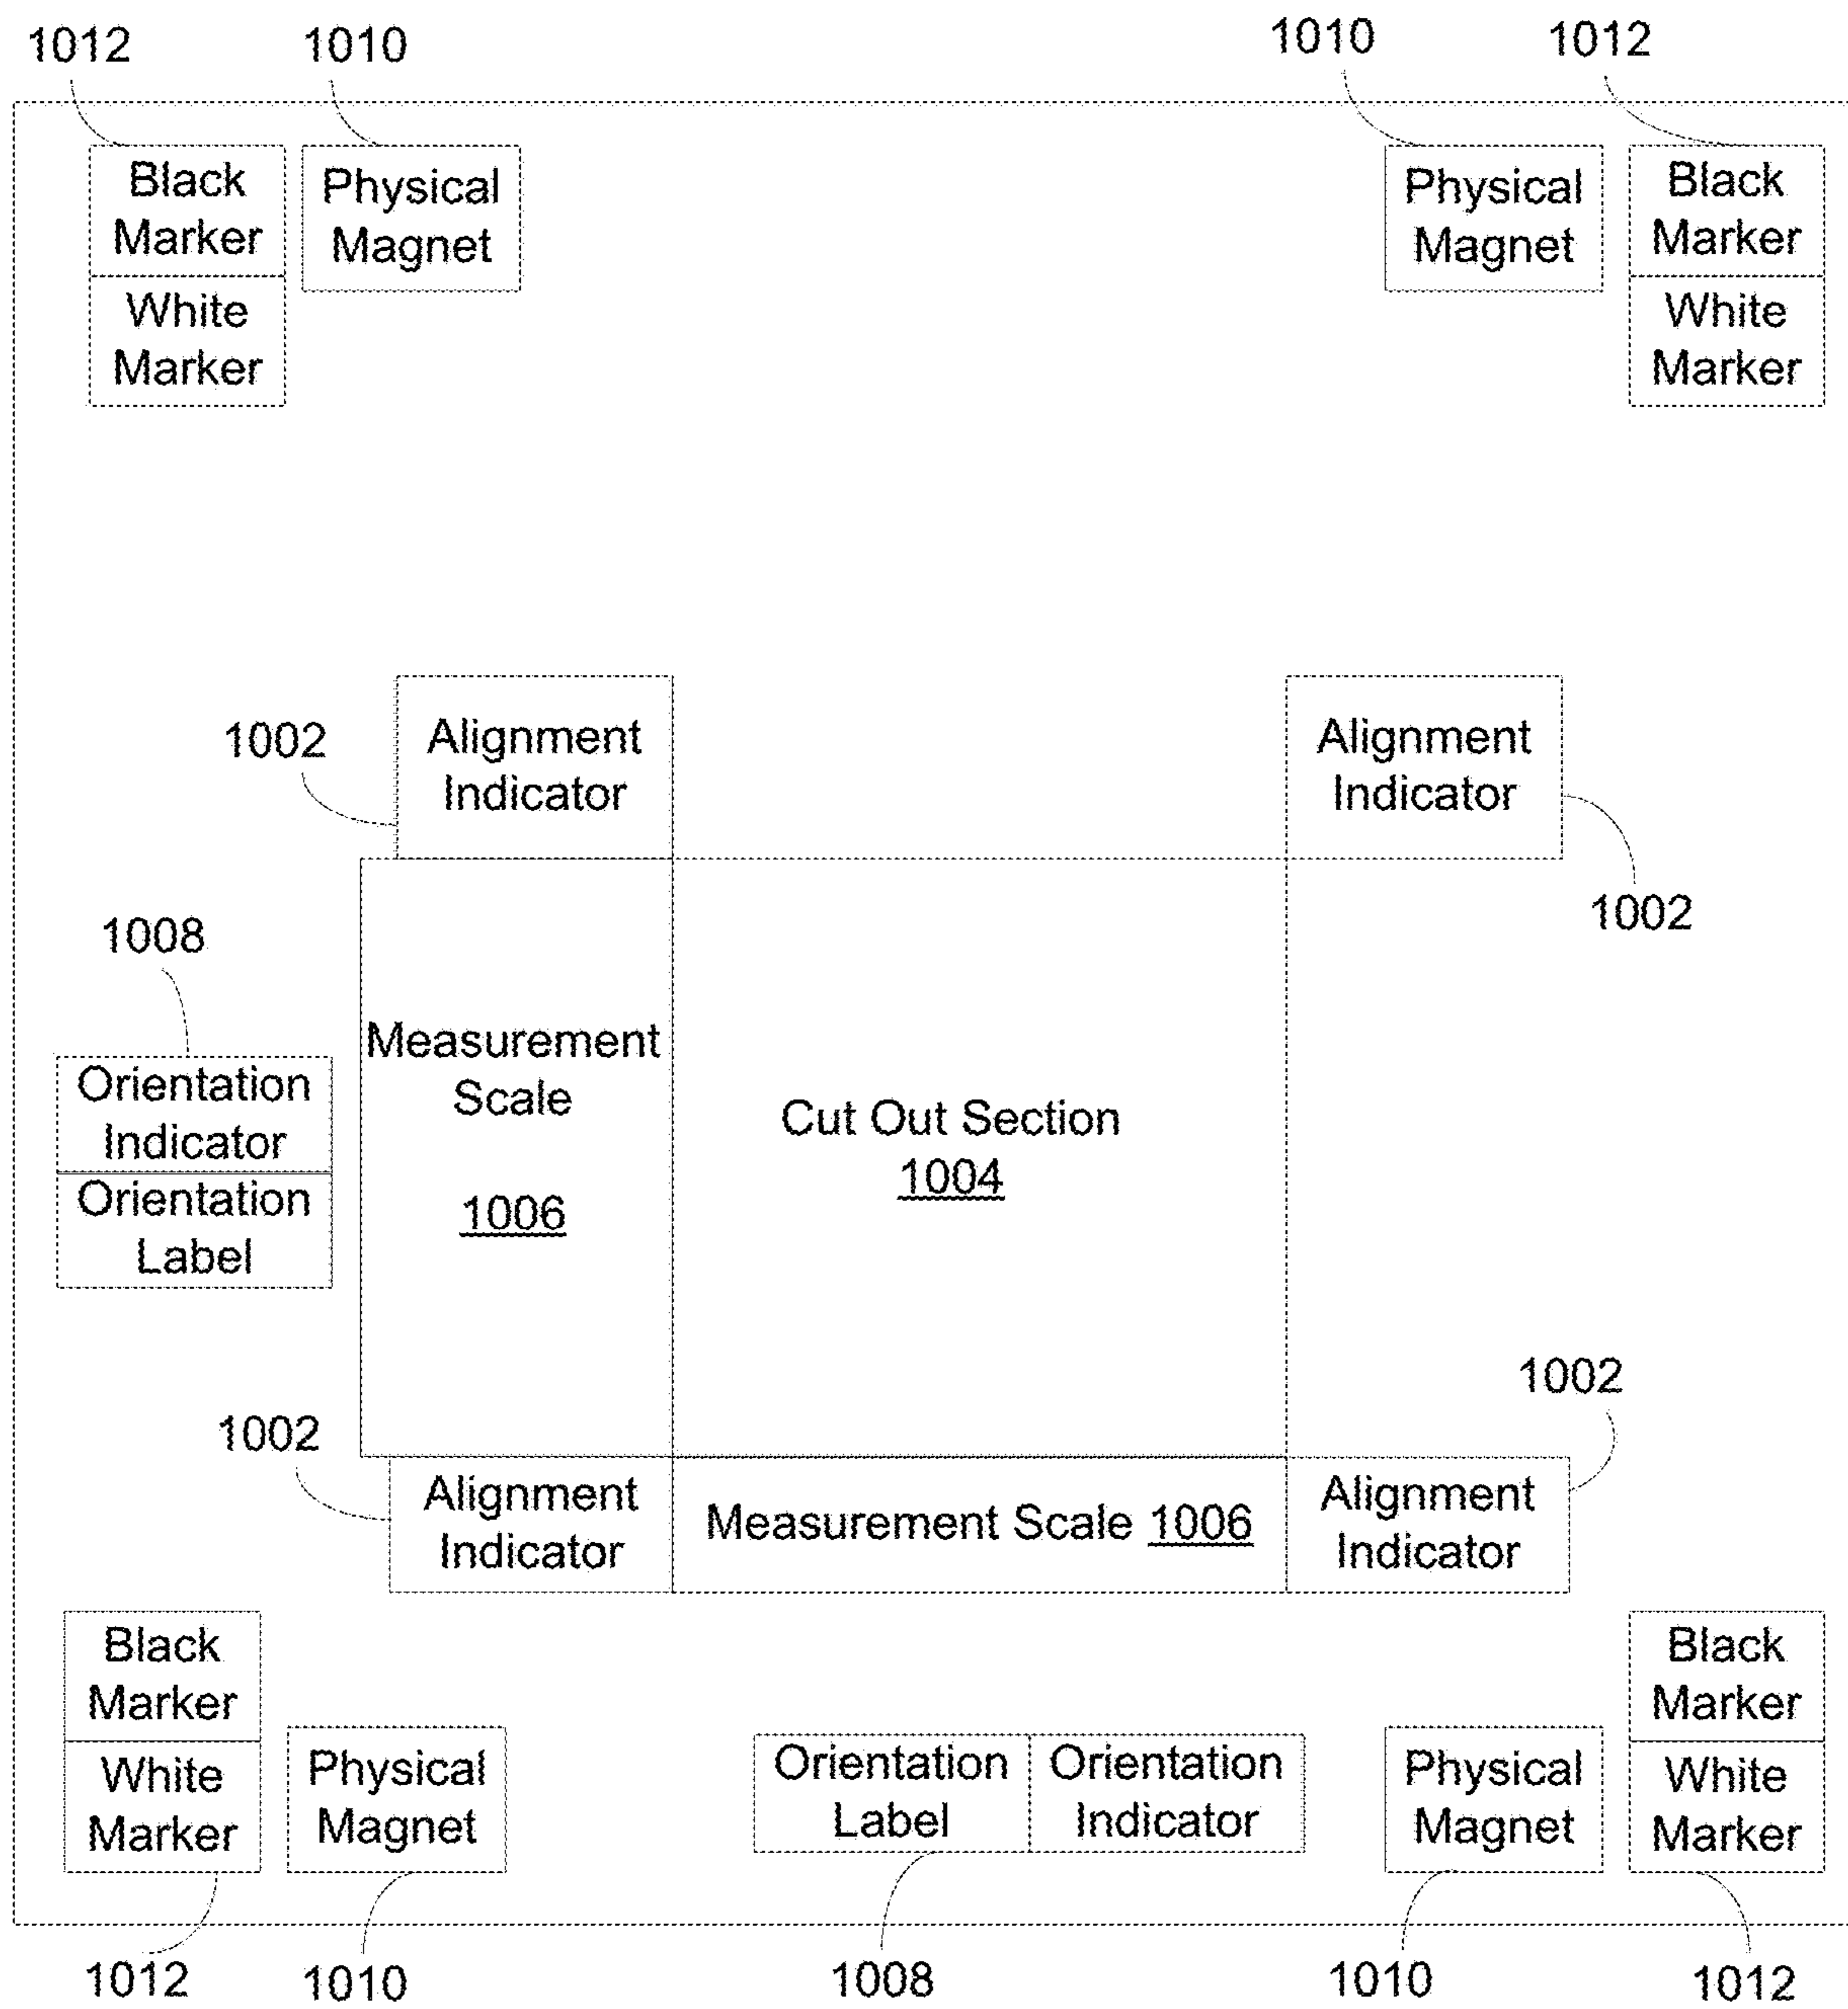 1012
1010
1010
1012
Black
Marker
White
Marker
Physical
Magnet
Physical
Magnet
Black
Marker
White
Marker
1002
Alignment
Indicator
Alignment
Indicator
1002
1008
Orientation
Indicator
Orientation
Label
Measurement
Scale
1006
Cut Out Section
1004
1002
1002
Alignment
Indicator
Measurement Scale 1006
Alignment
Indicator
Black
Marker
White
Marker
Physical
Magnet
Orientation
Label
Orientation
Indicator
Physical
Magnet
Black
Marker
White
Marker
1012
1010
1008
1010
1012